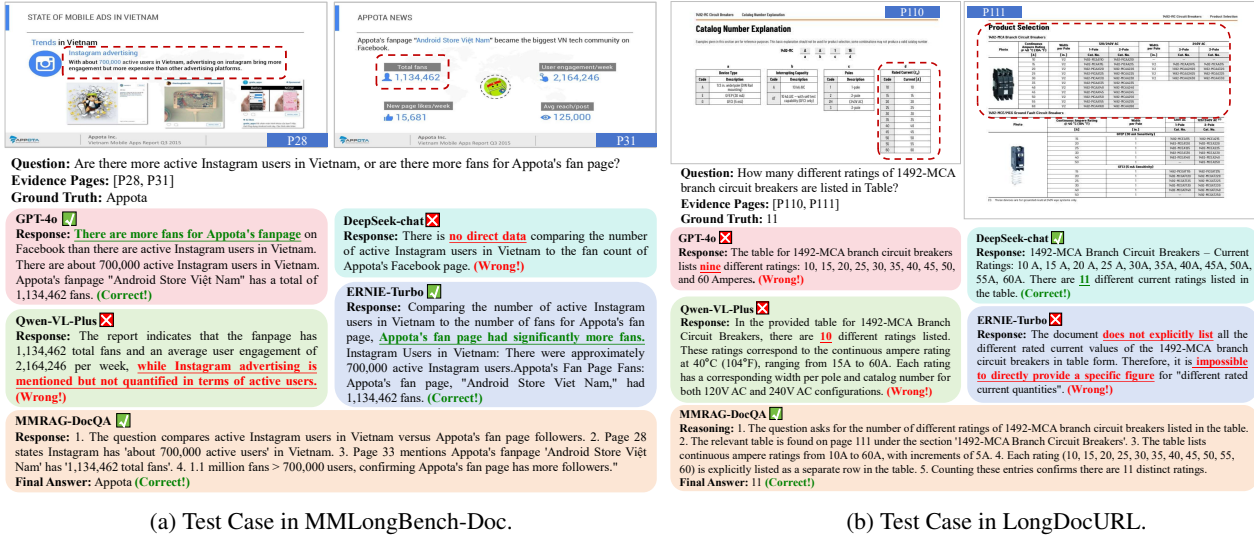 STATE OF MOBILE ADS IN VIETNAM
Trends in Vietnam
Instagram advertising
With about 700,000 active users in Vietnam, advertising on instagram bring more
engagement but more expensive than other advertising platforms.
APPOTA
Appota Inc.
Vietnam Mobile Apps Report Q3 2015
P28
APPOTA NEWS
Appota's fanpage "Android Store Việt Nam" became the biggest VN tech community on
Facebook.
Total fans
1,134,462
User engagement/week
2,164,246
New page likes/week
15,681
Avg reach/post
125,000
APPOTA
Appota Inc.
Vietnam Mobile Apps Report Q3 2015
P31
Question: Are there more active Instagram users in Vietnam, or are there more fans for Appota's fan page?
Evidence Pages: [P28, P31]
Ground Truth: Appota
GPT-4o
Response: There are more fans for Appota's fanpage on
Facebook than there are active Instagram users in Vietnam.
There are about 700,000 active Instagram users in Vietnam.
Appota's fanpage "Android Store Việt Nam" has a total of
1,134,462 fans. (Correct!)
DeepSeek-chat
Response: There is no direct data comparing the number
of active Instagram users in Vietnam to the fan count of
Appota's Facebook page. (Wrong!)
Qwen-VL-Plus
Response: The report indicates that the fanpage has
1,134,462 total fans and an average user engagement of
2,164,246 per week, while Instagram advertising is
mentioned but not quantified in terms of active users.
(Wrong!)
ERNIE-Turbo
Response: Comparing the number of active Instagram
users in Vietnam to the number of fans for Appota's fan
page, Appota's fan page had significantly more fans.
Instagram Users in Vietnam: There were approximately
700,000 active Instagram users.Appota's Fan Page Fans:
Appota's fan page, "Android Store Viet Nam," had
1,134,462 fans. (Correct!)
MMRAG-DocQA
Response: 1. The question compares active Instagram users in Vietnam versus Appota's fan page followers. 2. Page 28
states Instagram has 'about 700,000 active users' in Vietnam. 3. Page 33 mentions Appota's fanpage 'Android Store Việt
Nam' has '1,134,462 total fans'. 4. 1.1 million fans > 700,000 users, confirming Appota's fan page has more followers."
Final Answer: Appota (Correct!)
(a) Test Case in MMLongBench-Doc.
1492-MC Circuit Breakers Catalog Number Explanation
P110
Catalog Number Explanation
P111
1492-MC Circuit Breakers Product Selection
Product Selection
1492-MCA Branch Circuit Breakers
Question: How many different ratings of 1492-MCA
branch circuit breakers are listed in Table?
Evidence Pages: [P110, P111]
Ground Truth: 11
GPT-4o
Response: The table for 1492-MCA branch circuit breakers
lists nine different ratings: 10, 15, 20, 25, 30, 35, 40, 45, 50,
and 60 Amperes. (Wrong!)
DeepSeek-chat
Response: 1492-MCA Branch Circuit Breakers – Current
Ratings: 10 A, 15 A, 20 A, 25 A, 30A, 35A, 40A, 45A, 50A,
55A, 60A. There are 11 different current ratings listed in
the table. (Correct!)
Qwen-VL-Plus
Response: In the provided table for 1492-MCA Branch
Circuit Breakers, there are 10 different ratings listed.
These ratings correspond to the continuous ampere rating
at 40°C (104°F), ranging from 15A to 60A. Each rating
has a corresponding width per pole and catalog number for
both 120V AC and 240V AC configurations. (Wrong!)
ERNIE-Turbo
Response: The document does not explicitly list all the
different rated current values of the 1492-MCA branch
circuit breakers in table form. Therefore, it is impossible
to directly provide a specific figure for "different rated
current quantities". (Wrong!)
MMRAG-DocQA
Reasoning: 1. The question asks for the number of different ratings of 1492-MCA branch circuit breakers listed in the table.
2. The relevant table is found on page 111 under the section '1492-MCA Branch Circuit Breakers'. 3. The table lists
continuous ampere ratings from 10A to 60A, with increments of 5A. 4. Each rating (10, 15, 20, 25, 30, 35, 40, 45, 50, 55,
60) is explicitly listed as a separate row in the table. 5. Counting these entries confirms there are 11 distinct ratings.
Final Answer: 11 (Correct!)
(b) Test Case in LongDocURL.